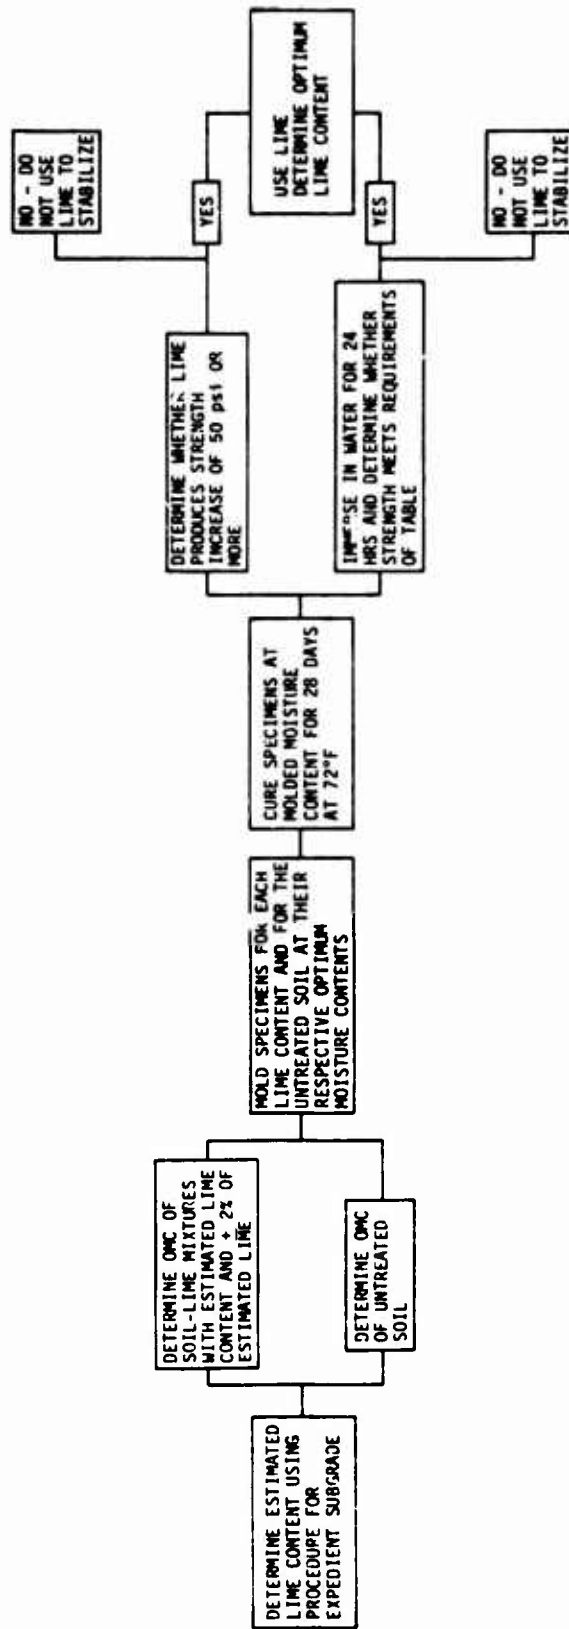 DETERMINE ESTIMATED
LIME CONTENT USING
PROCEDURE FOR
EXPEDIENT SUBGRADE
DETERMINE OMC OF
SOIL-LIME MIXTURES
WITH ESTIMATED LIME
CONTENT AND + 2% OF
ESTIMATED LIME
DETERMINE OMC
OF UNTREATED
SOIL
MOLD SPECIMENS FOR EACH
LIME CONTENT AND FOR THE
UNTREATED SOIL AT THEIR
RESPECTIVE OPTIMUM
MOISTURE CONTENTS
CURE SPECIMENS AT
MOLDED MOISTURE
CONTENT FOR 28 DAYS
AT 72°F
DETERMINE WHETHER LIME
PRODUCES STRENGTH
INCREASE OF 50 psi OR
MORE
IMMERSE IN WATER FOR 24
HRS AND DETERMINE WHETHER
STRENGTH MEETS REQUIREMENTS
OF TABLE
NO - DO
NOT USE
LIME TO
STABILIZE
YES
USE LIME
DETERMINE OPTIMUM
LIME CONTENT
YES
NO - DO
NOT USE
LIME TO
STABILIZE